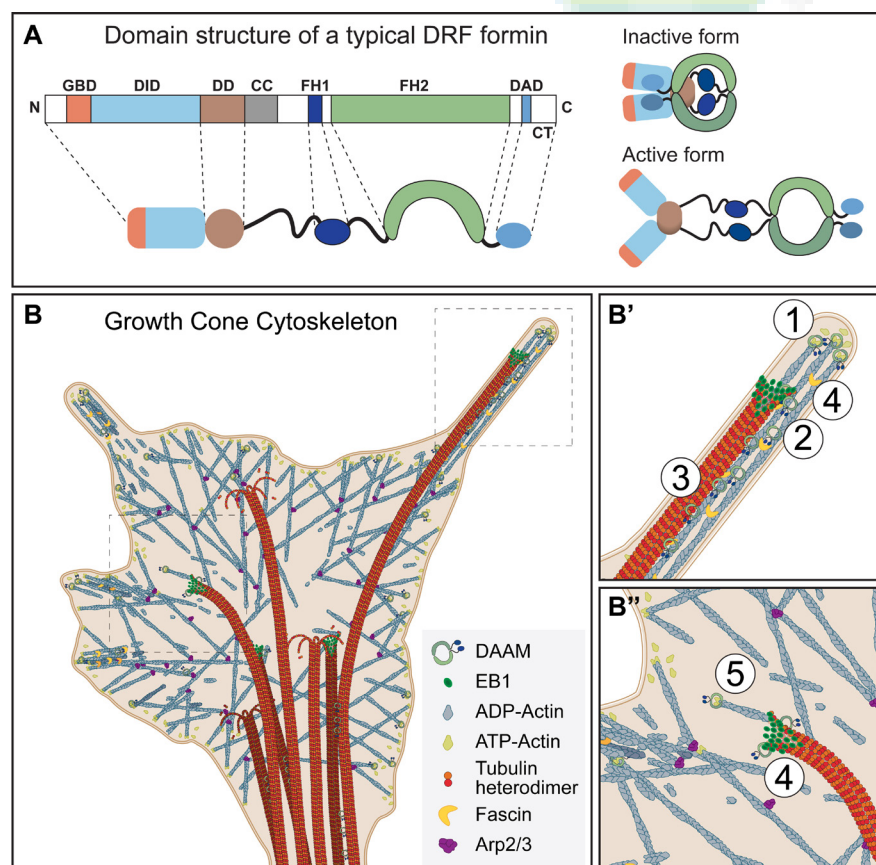 A
Domain structure of a typical DRF formin
GBD DID DD CC FH1 FH2 DAD
N C
CT
Inactive form
Active form
B
Growth Cone Cytoskeleton
DAAM
EB1
ADP-Actin
ATP-Actin
Tubulin
heterodimer
Fascin
Arp2/3
B’
1
4
2
3
B”
5
4